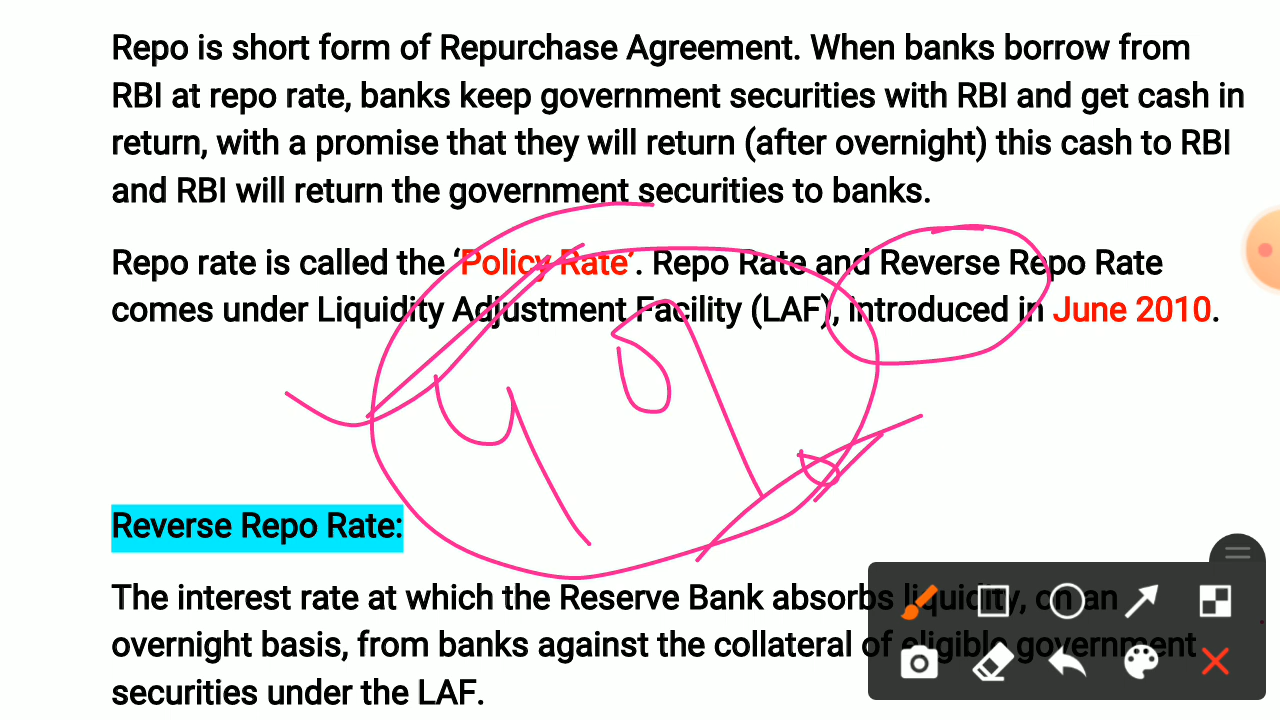 Repo is short form of Repurchase Agreement. When banks borrow from
RBI at repo rate, banks keep government securities with RBI and get cash in
return, with a promise that they will return (after overnight) this cash to RBI
and RBI will return the government securities to banks.
Repo rate is called the ‘Policy Rate’. Repo Rate and Reverse Repo Rate
comes under Liquidity Adjustment Facility (LAF), introduced in June 2010.
Reverse Repo Rate:
The interest rate at which the Reserve Bank absorbs liquidity, on an
overnight basis, from banks against the collateral of eligible government
securities under the LAF.